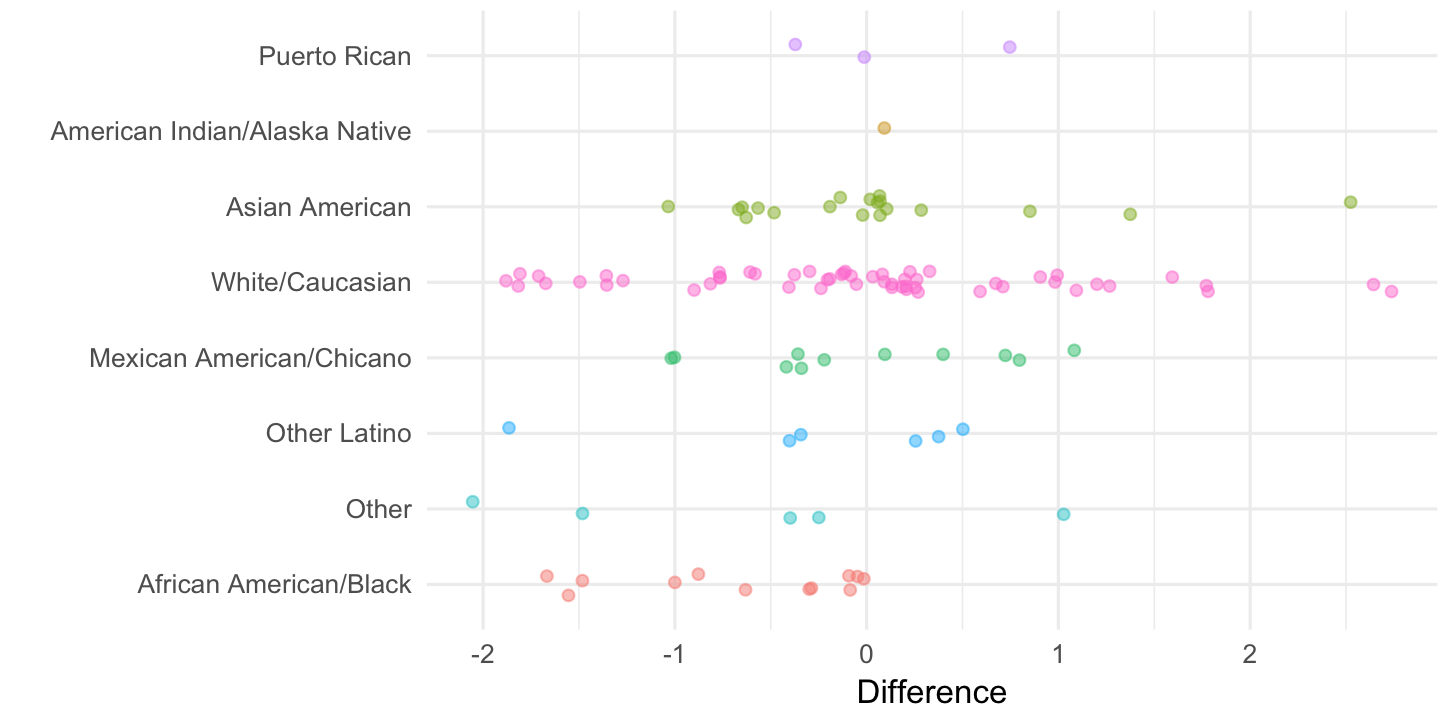 Puerto Rican
American Indian/Alaska Native
Asian American
White/Caucasian
Mexican American/Chicano
Other Latino
Other
African American/Black
-2 -1 0 1 2
Difference